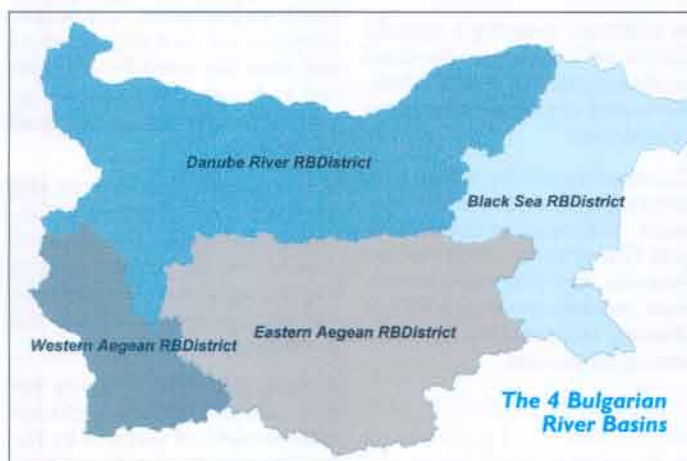 Danube River RBDistrict
Black Sea RBDistrict
Western Aegean RBDistrict
Eastern Aegean RBDistrict
The 4 Bulgarian
River Basins